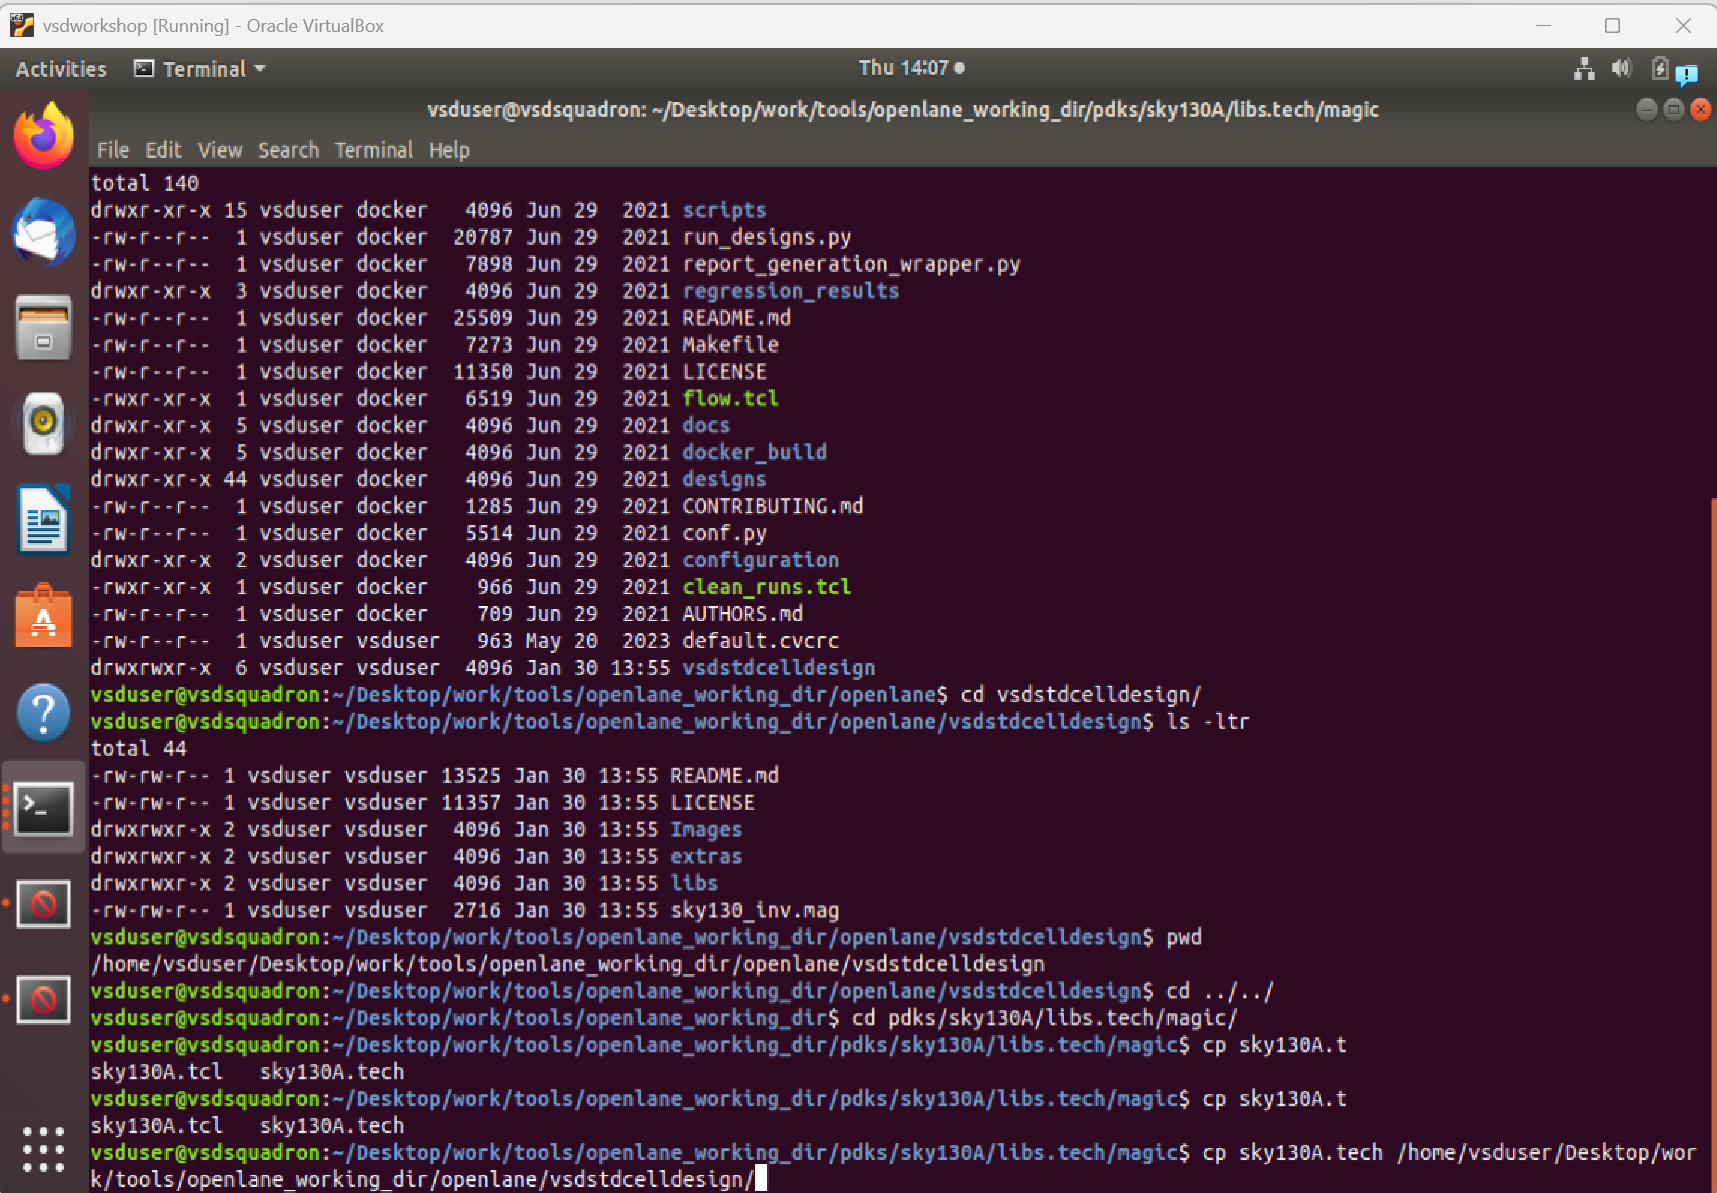 vsdworkshop [Running] - Oracle VirtualBox
Activities Terminal Thu 14:07
vsduser@vsdsquadron: ~/Desktop/work/tools/openlane_working_dir/pdks/sky130A/libs.tech/magic
File Edit View Search Terminal Help
total 140
drwxr-xr-x 15 vsduser docker   4096 Jun 29  2021 scripts
-rw-r--r--  1 vsduser docker  20787 Jun 29  2021 run_designs.py
-rw-r--r--  1 vsduser docker   7898 Jun 29  2021 report_generation_wrapper.py
drwxr-xr-x  3 vsduser docker   4096 Jun 29  2021 regression_results
-rw-r--r--  1 vsduser docker  25509 Jun 29  2021 README.md
-rw-r--r--  1 vsduser docker   7273 Jun 29  2021 Makefile
-rw-r--r--  1 vsduser docker  11350 Jun 29  2021 LICENSE
-rwxr-xr-x  1 vsduser docker   6519 Jun 29  2021 flow.tcl
drwxr-xr-x  5 vsduser docker   4096 Jun 29  2021 docs
drwxr-xr-x  5 vsduser docker   4096 Jun 29  2021 docker_build
drwxr-xr-x 44 vsduser docker   4096 Jun 29  2021 designs
-rw-r--r--  1 vsduser docker   1285 Jun 29  2021 CONTRIBUTING.md
-rw-r--r--  1 vsduser docker   5514 Jun 29  2021 conf.py
drwxr-xr-x  2 vsduser docker   4096 Jun 29  2021 configuration
-rwxr-xr-x  1 vsduser docker    966 Jun 29  2021 clean_runs.tcl
-rw-r--r--  1 vsduser docker    709 Jun 29  2021 AUTHORS.md
-rw-r--r--  1 vsduser vsduser   963 May 20  2023 default.cvcrc
drwxrwxr-x  6 vsduser vsduser  4096 Jan 30 13:55 vsdstdcelldesign
vsduser@vsdsquadron:~/Desktop/work/tools/openlane_working_dir/openlane$ cd vsdstdcelldesign/
vsduser@vsdsquadron:~/Desktop/work/tools/openlane_working_dir/openlane/vsdstdcelldesign$ ls -ltr
total 44
-rw-rw-r-- 1 vsduser vsduser 13525 Jan 30 13:55 README.md
-rw-rw-r-- 1 vsduser vsduser 11357 Jan 30 13:55 LICENSE
drwxrwxr-x 2 vsduser vsduser  4096 Jan 30 13:55 Images
drwxrwxr-x 2 vsduser vsduser  4096 Jan 30 13:55 extras
drwxrwxr-x 2 vsduser vsduser  4096 Jan 30 13:55 libs
-rw-rw-r-- 1 vsduser vsduser  2716 Jan 30 13:55 sky130_inv.mag
vsduser@vsdsquadron:~/Desktop/work/tools/openlane_working_dir/openlane/vsdstdcelldesign$ pwd
/home/vsduser/Desktop/work/tools/openlane_working_dir/openlane/vsdstdcelldesign
vsduser@vsdsquadron:~/Desktop/work/tools/openlane_working_dir/openlane/vsdstdcelldesign$ cd ../../
vsduser@vsdsquadron:~/Desktop/work/tools/openlane_working_dir$ cd pdks/sky130A/libs.tech/magic/
vsduser@vsdsquadron:~/Desktop/work/tools/openlane_working_dir/pdks/sky130A/libs.tech/magic$ cp sky130A.t
sky130A.tcl   sky130A.tech
vsduser@vsdsquadron:~/Desktop/work/tools/openlane_working_dir/pdks/sky130A/libs.tech/magic$ cp sky130A.t
sky130A.tcl   sky130A.tech
vsduser@vsdsquadron:~/Desktop/work/tools/openlane_working_dir/pdks/sky130A/libs.tech/magic$ cp sky130A.tech /home/vsduser/Desktop/wor
k/tools/openlane_working_dir/openlane/vsdstdcelldesign/